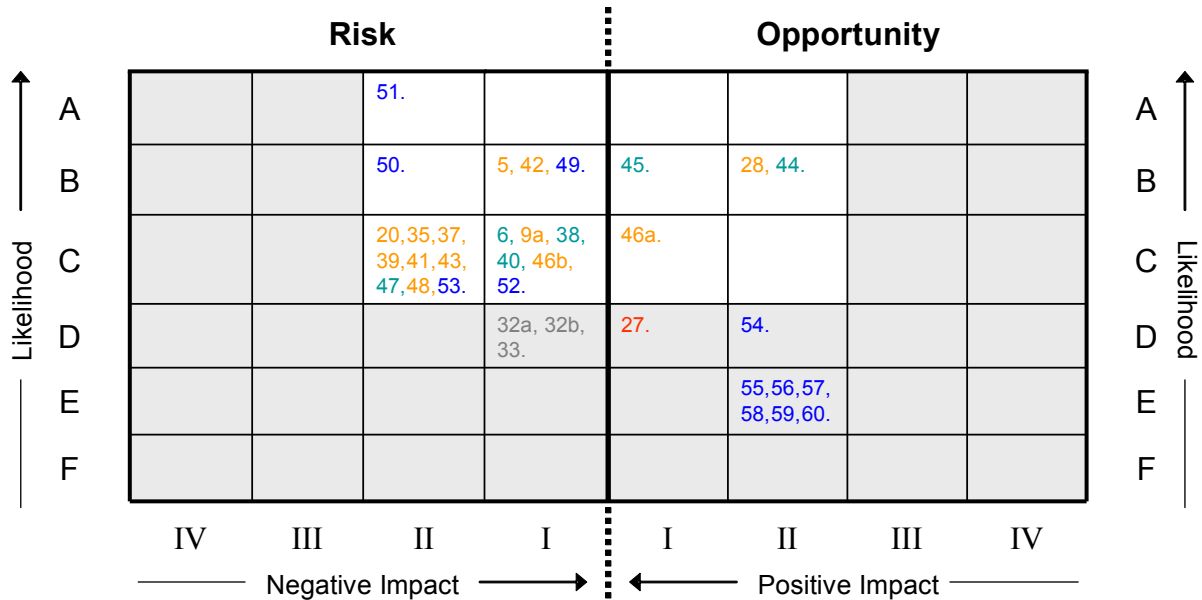 Risk
Opportunity
A
51.
A
B
50.
5, 42, 49.
45.
28, 44.
B
C
20,35,37,
39,41,43,
47,48,53.
6, 9a, 38,
40, 46b,
52.
46a.
C
D
32a, 32b,
33.
27.
54.
D
E
55,56,57,
58,59,60.
E
F
F
Likelihood
Likelihood
IV
III
II
I
I
II
III
IV
Negative Impact
Positive Impact